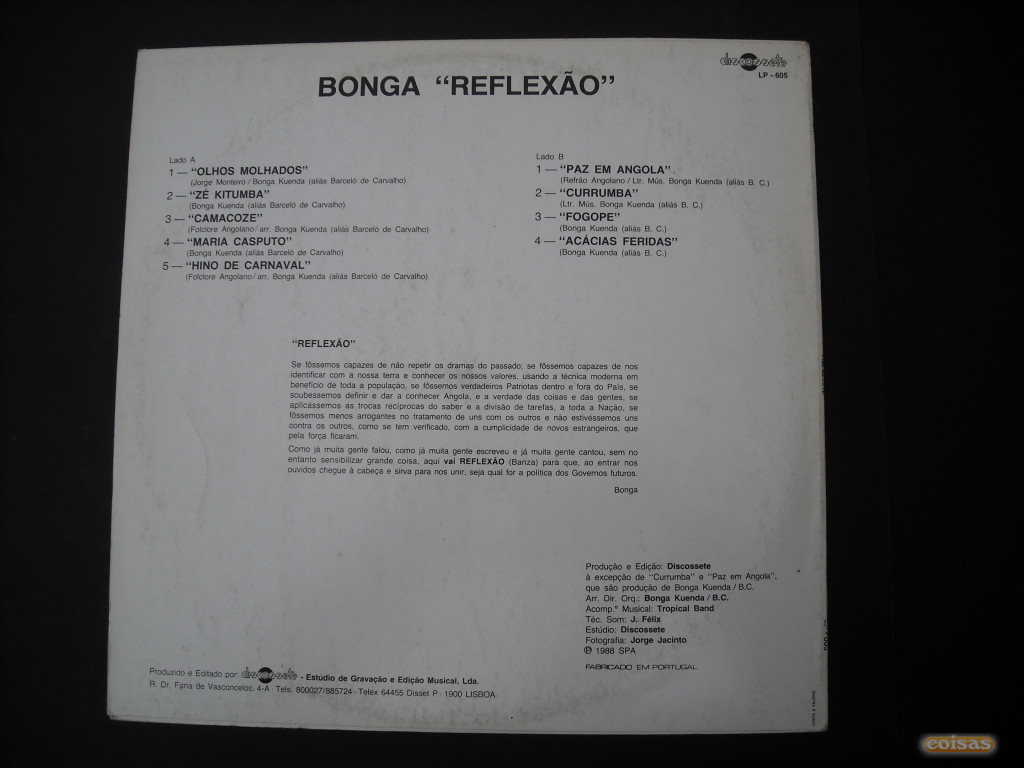 discossete
LP - 605
BONGA “REFLEXÃO”
Lado A
1 — “OLHOS MOLHADOS”
(Jorge Monteiro / Bonga Kuenda (aliás Barceló de Carvalho)
2 — “ZÉ KITUMBA”
(Bonga Kuenda (aliás Barceló de Carvalho)
3 — “CAMACOZE”
(Folclore Angolano / arr. Bonga Kuenda (aliás Barceló de Carvalho)
4 — “MARIA CASPUTO”
(Bonga Kuenda (aliás Barceló de Carvalho)
5 — “HINO DE CARNAVAL”
(Folclore Angolano / arr. Bonga Kuenda (aliás Barceló de Carvalho)
Lado B
1 — “PAZ EM ANGOLA”
(Refrão Angolano / Ltr. Mús. Bonga Kuenda (aliás B. C.)
2 — “CURRUMBA”
(Ltr. Mús. Bonga Kuenda (aliás B. C.)
3 — “FOGOPE”
(Bonga Kuenda (aliás B. C.)
4 — “ACÁCIAS FERIDAS”
(Bonga Kuenda (aliás B. C.)
“REFLEXÃO”
Se fôssemos capazes de não repetir os dramas do passado; se fôssemos capazes de nos
identificar com a nossa terra e conhecer os nossos valores, usando a técnica moderna em
benefício de toda a população, se fôssemos verdadeiros Patriotas dentro e fora do País, se
soubessemos definir e dar a conhecer Angola, e a verdade das coisas e das gentes, se
aplicássemos as trocas recíprocas do saber e a divisão de tarefas, a toda a Nação, se
fôssemos menos arrogantes no tratamento de uns com os outros e não estivéssemos uns
contra os outros, como se tem verificado, com a cumplicidade de novos estrangeiros, que
pela força ficaram.
Como já muita gente falou, como já muita gente escreveu e já muita gente cantou, sem no
entanto sensibilizar grande coisa, aqui vai REFLEXÃO (Banza) para que, ao entrar nos
ouvidos chegue à cabeça e sirva para nos unir, seja qual for a política dos Governos futuros.
Bonga
Produção e Edição: Discossete
à excepção de “Currumba” e “Paz em Angola”,
que são produção de Bonga Kuenda / B.C.
Arr. Dir. Orq.: Bonga Kuenda / B.C.
Acomp.º Musical: Tropical Band
Téc. Som: J. Félix
Estúdio: Discossete
Fotografia: Jorge Jacinto
℗ 1988 SPA
FABRICADO EM PORTUGAL
Produzido e Editado por: discossete - Estúdio de Gravação e Edição Musical, Lda.
R. Dr. Faria de Vasconcelos, 4-A - Tels. 800027/885724 - Telex 64455 Disset P - 1900 LISBOA
coisas